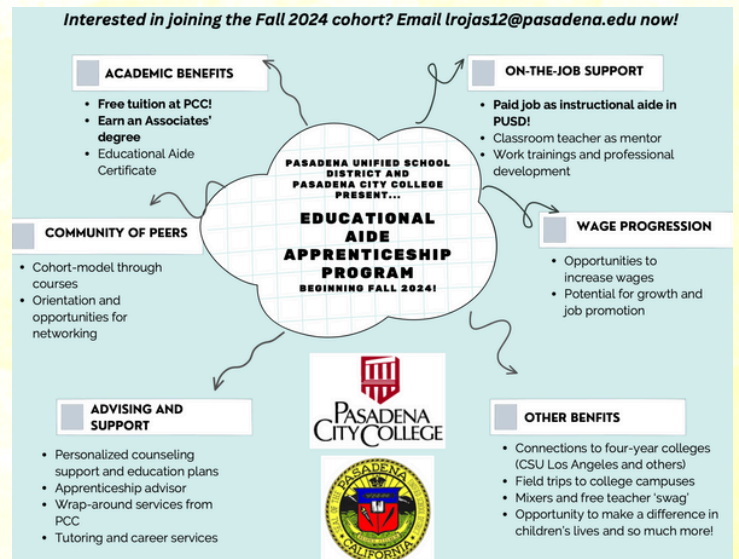 Interested in joining the Fall 2024 cohort? Email lrojas12@pasadena.edu now!
ACADEMIC BENEFITS
• Free tuition at PCC!
• Earn an Associates'
degree
• Educational Aide
Certificate
ON-THE-JOB SUPPORT
• Paid job as instructional aide in
PUSD!
• Classroom teacher as mentor
• Work trainings and professional
development
PASADENA UNIFIED SCHOOL
DISTRICT AND
PASADENA CITY COLLEGE
PRESENT...
EDUCATIONAL
AIDE
APPRENTICESHIP
PROGRAM
BEGINNING FALL 2024!
COMMUNITY OF PEERS
• Cohort-model through
courses
• Orientation and
opportunities for
networking
WAGE PROGRESSION
• Opportunities to
increase wages
• Potential for growth and
job promotion
ADVISING AND
SUPPORT
• Personalized counseling
support and education plans
• Apprenticeship advisor
• Wrap-around services from
PCC
• Tutoring and career services
PASADENA
CITY COLLEGE
PASADENA
CALIFORNIA
OTHER BENFITS
• Connections to four-year colleges
(CSU Los Angeles and others)
• Field trips to college campuses
• Mixers and free teacher 'swag'
• Opportunity to make a difference in
children's lives and so much more!